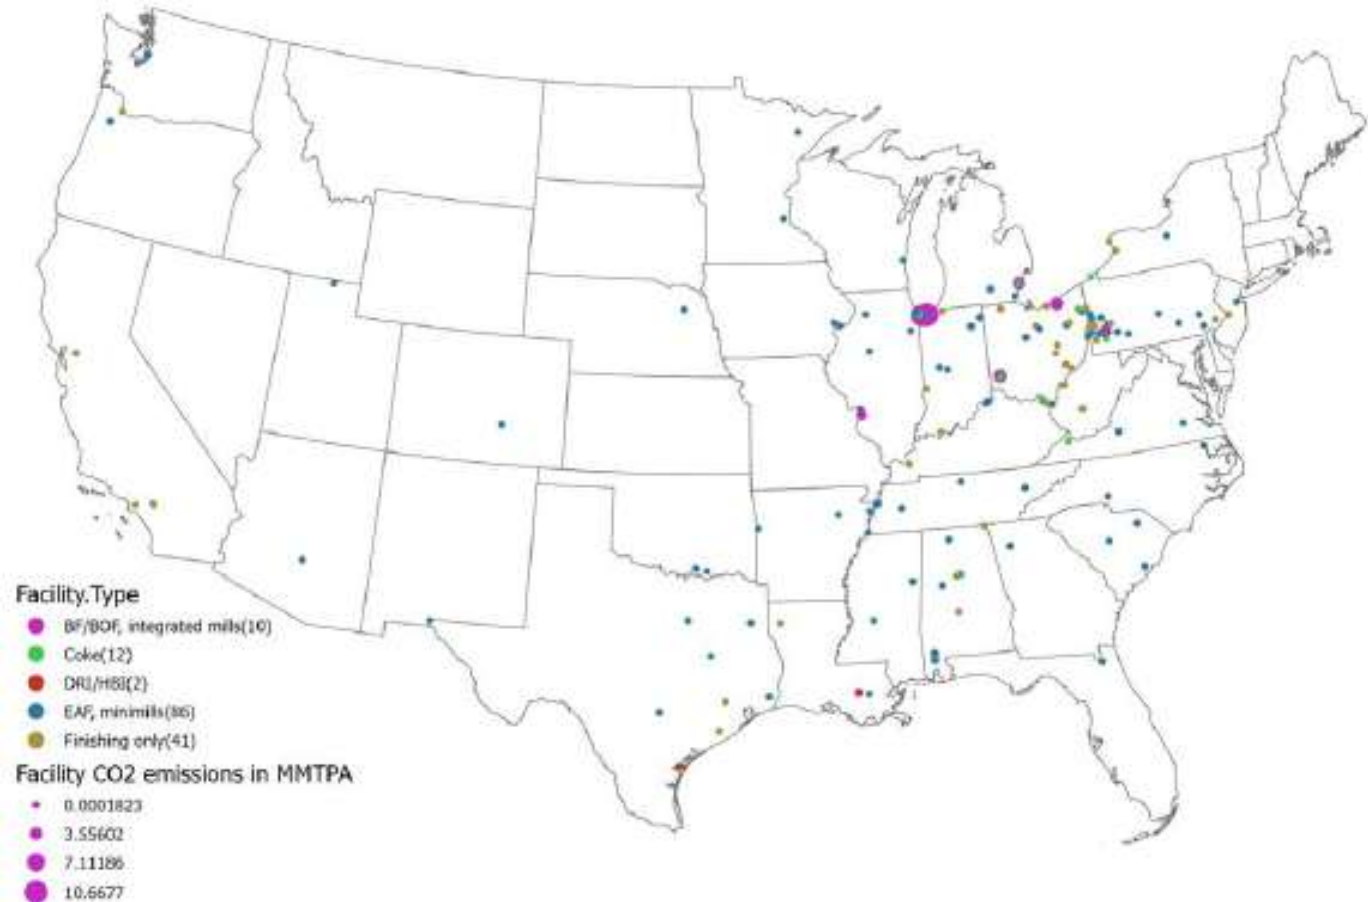 Facility.Type
BF/BOF, integrated mills(10)
Coke(12)
DRI/HBI(2)
EAF, minimills(86)
Finishing only(41)
Facility CO2 emissions in MMTPA
0.0001823
3.55602
7.11186
10.6677